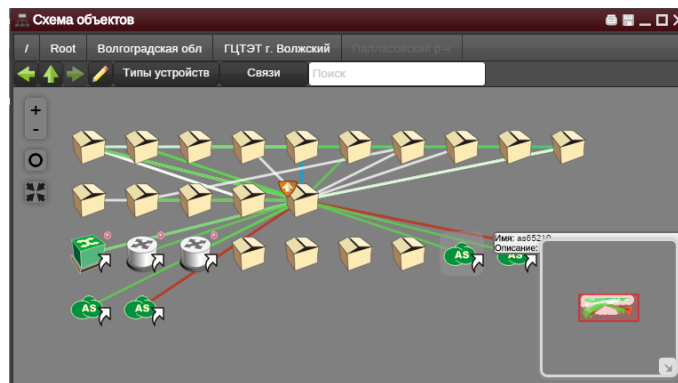 Схема объектов
/ Root Волгоградская обл ГЦТЭТ г. Волжский Палласовский р-н
Типы устройств Связи Поиск
+
-
Имя: as65210
Описание:
AS AS
AS AS